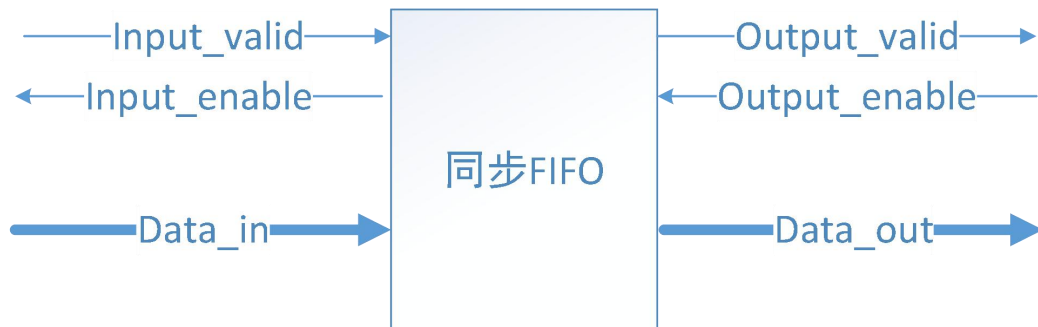 Input_valid
Output_valid
Input_enable
Output_enable
同步FIFO
Data_in
Data_out